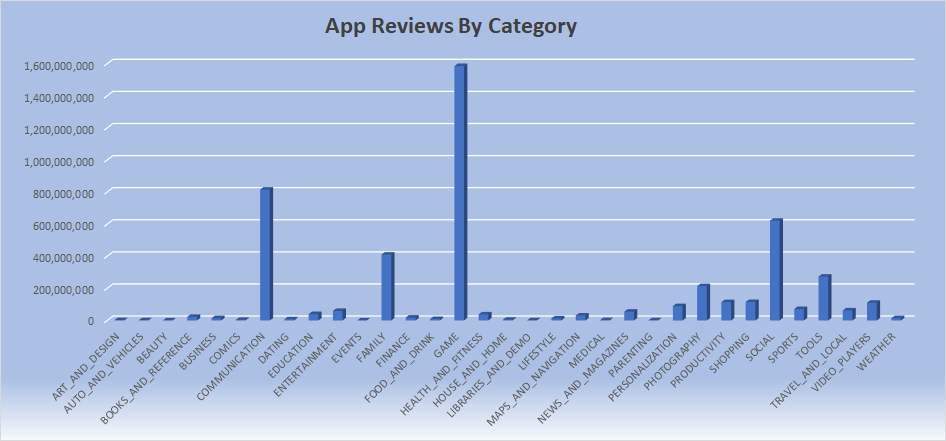 App Reviews By Category
1,600,000,000
1,400,000,000
1,200,000,000
1,000,000,000
800,000,000
600,000,000
400,000,000
200,000,000
0
ART_AND_DESIGN
AUTO_AND_VEHICLES
BEAUTY
BOOKS_AND_REFERENCE
BUSINESS
COMICS
COMMUNICATION
DATING
EDUCATION
ENTERTAINMENT
EVENTS
FAMILY
FINANCE
FOOD_AND_DRINK
GAME
HEALTH_AND_FITNESS
HOUSE_AND_HOME
LIBRARIES_AND_DEMO
LIFESTYLE
MAPS_AND_NAVIGATION
MEDICAL
NEWS_AND_MAGAZINES
PARENTING
PERSONALIZATION
PHOTOGRAPHY
PRODUCTIVITY
SHOPPING
SOCIAL
SPORTS
TOOLS
TRAVEL_AND_LOCAL
VIDEO_PLAYERS
WEATHER